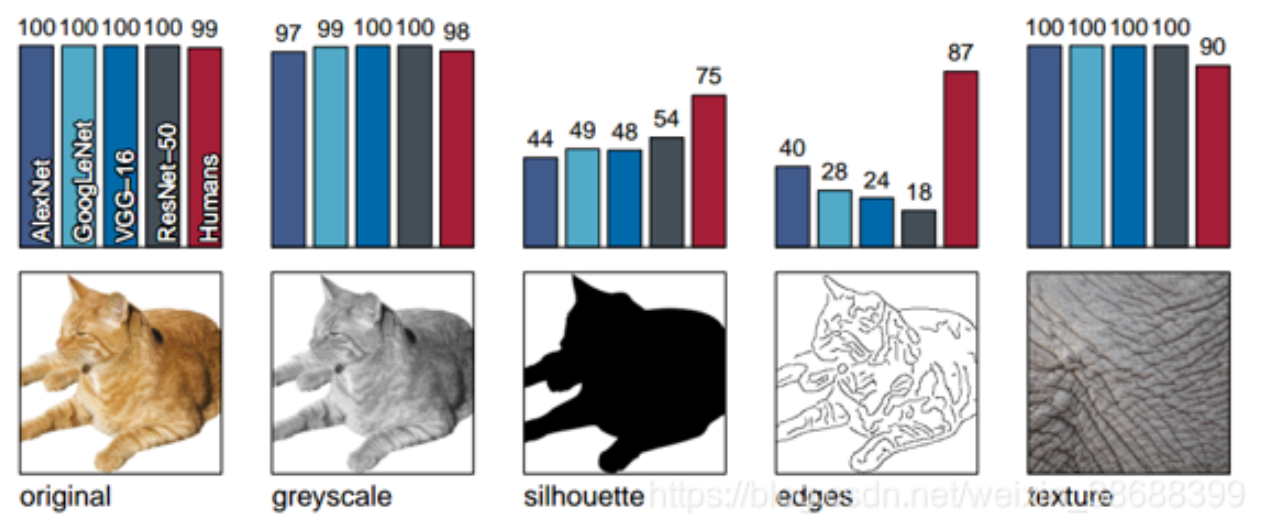 100 100 100 100 99
97 99 100 100 98
44 49 48 54 75
40 28 24 18 87
100 100 100 100 90
AlexNet
GoogLeNet
VGG–16
ResNet–50
Humans
original
greyscale
silhouette
edges
texture